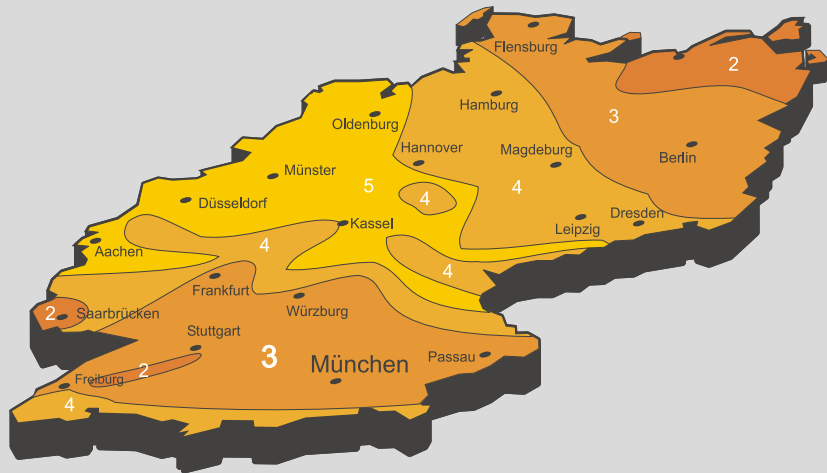 Flensburg
2
Hamburg
Oldenburg
3
Hannover
Magdeburg
Berlin
Münster
5
4
4
Düsseldorf
Kassel
Leipzig
Dresden
Aachen
4
4
Frankfurt
Würzburg
2
Saarbrücken
Stuttgart
3
Passau
2
München
Freiburg
4